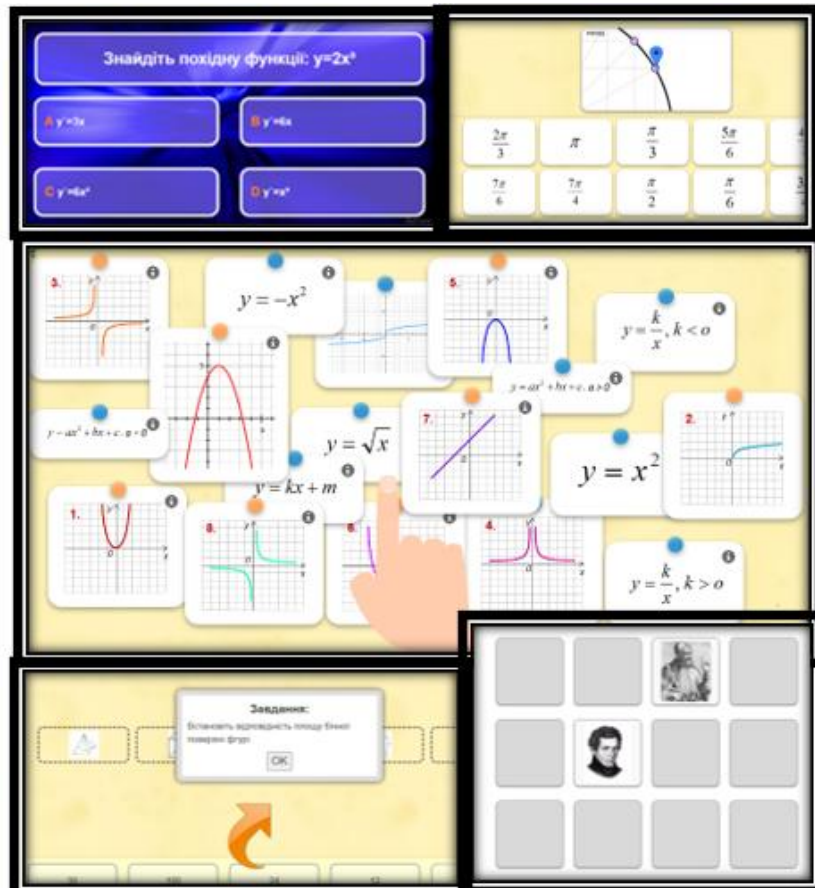 Знайдіть похідну функції: y=2x³
A y´=3x
B y´=6x
C y´=6x²
D y´=x²
2π/3 π π/3 5π/6
7π/6 7π/4 π/2 π/6
3.
y = −x²
5.
y = k/x, k < o
y = ax² + bx + c. a > 0
y = ax² + bx + c. a < 0
y = √x
7.
2.
y = x²
y = kx + m
1.
8.
6.
4.
y = k/x, k > o
Завдання:
Встановіть відповідність площу бічної
поверхні фігур
OK